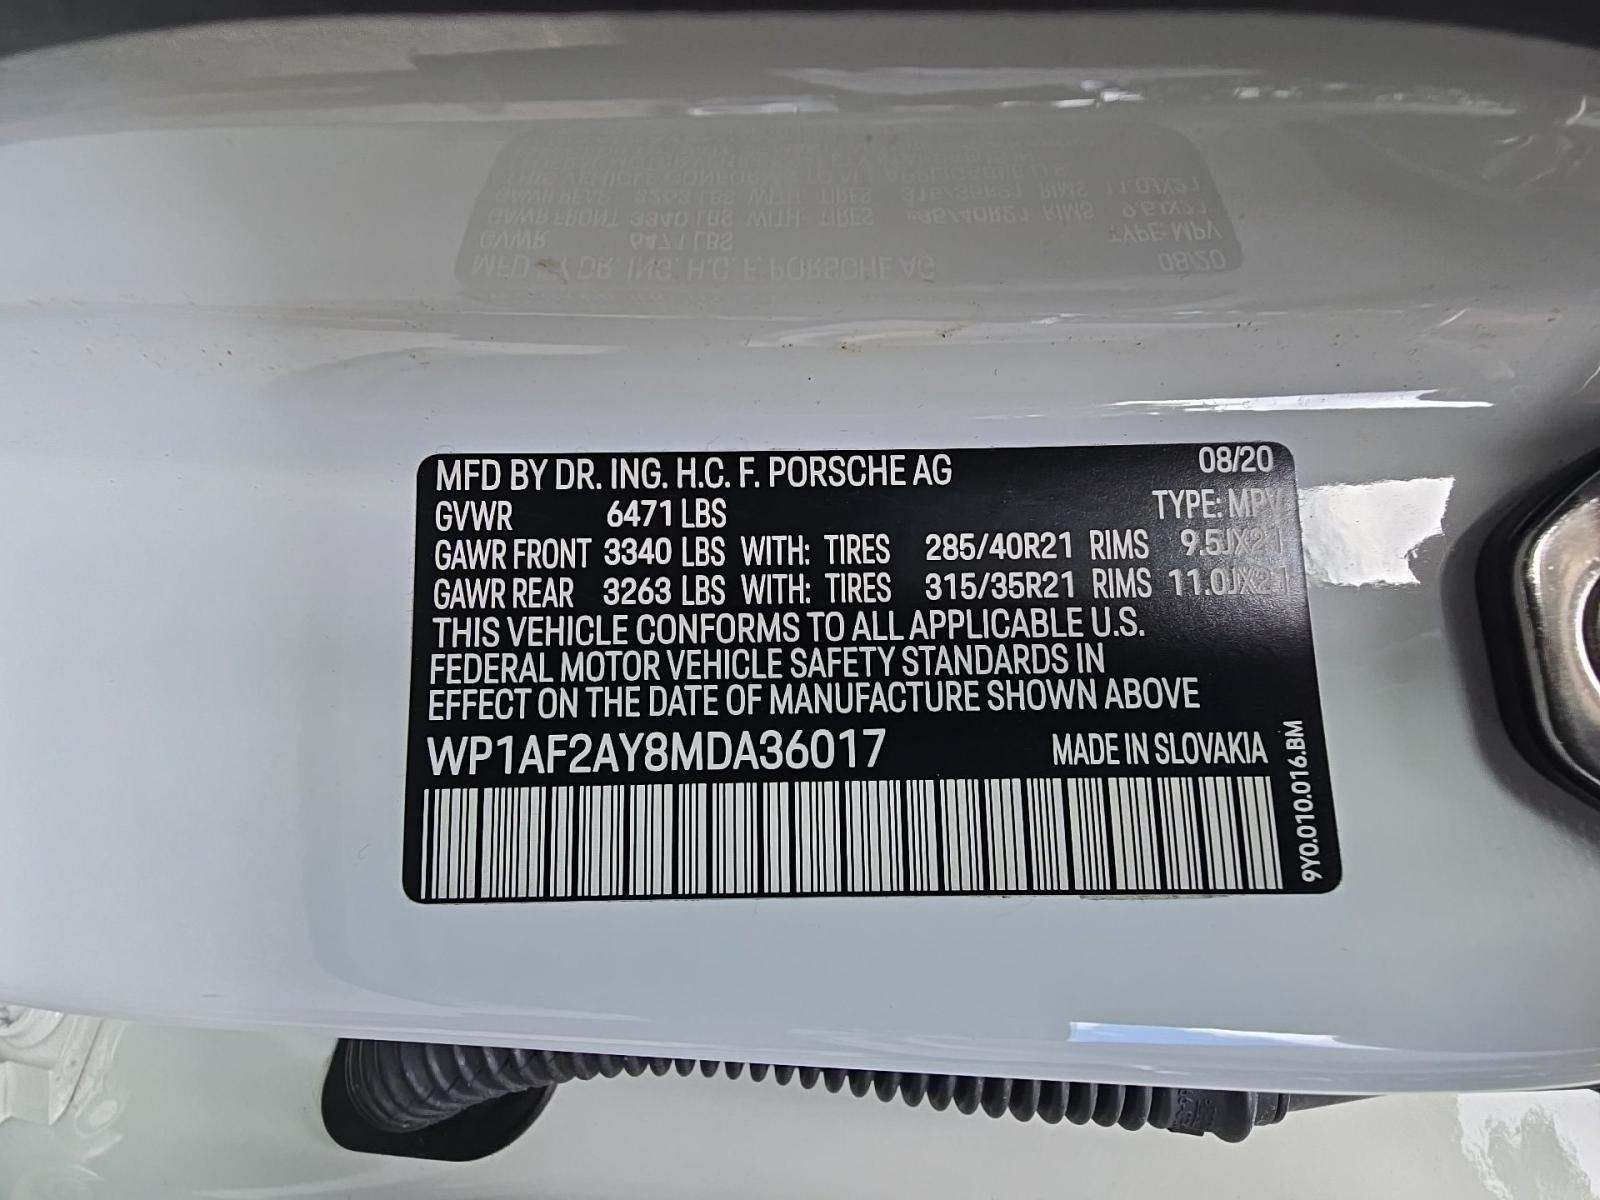 MFD BY DR. ING. H.C. F. PORSCHE AG 08/20
GVWR 6471 LBS TYPE: MPV
GAWR FRONT 3340 LBS WITH: TIRES 285/40R21 RIMS 9.5JX21
GAWR REAR 3263 LBS WITH: TIRES 315/35R21 RIMS 11.0JX21
THIS VEHICLE CONFORMS TO ALL APPLICABLE U.S.
FEDERAL MOTOR VEHICLE SAFETY STANDARDS IN
EFFECT ON THE DATE OF MANUFACTURE SHOWN ABOVE
WP1AF2AY8MDA36017 MADE IN SLOVAKIA
9Y0.010.016.BM